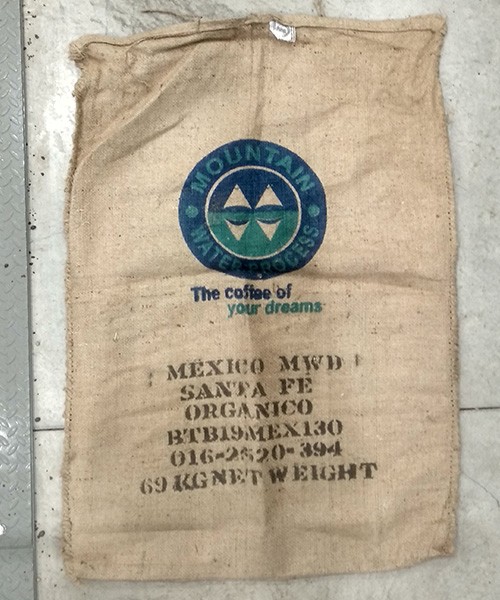 MOUNTAIN
WATER PROCESS
The coffee of
your dreams
MÉXICO MWD
SANTA FE
ORGANICO
BTB19MEX130
016-2520-394
69 KG NET WEIGHT